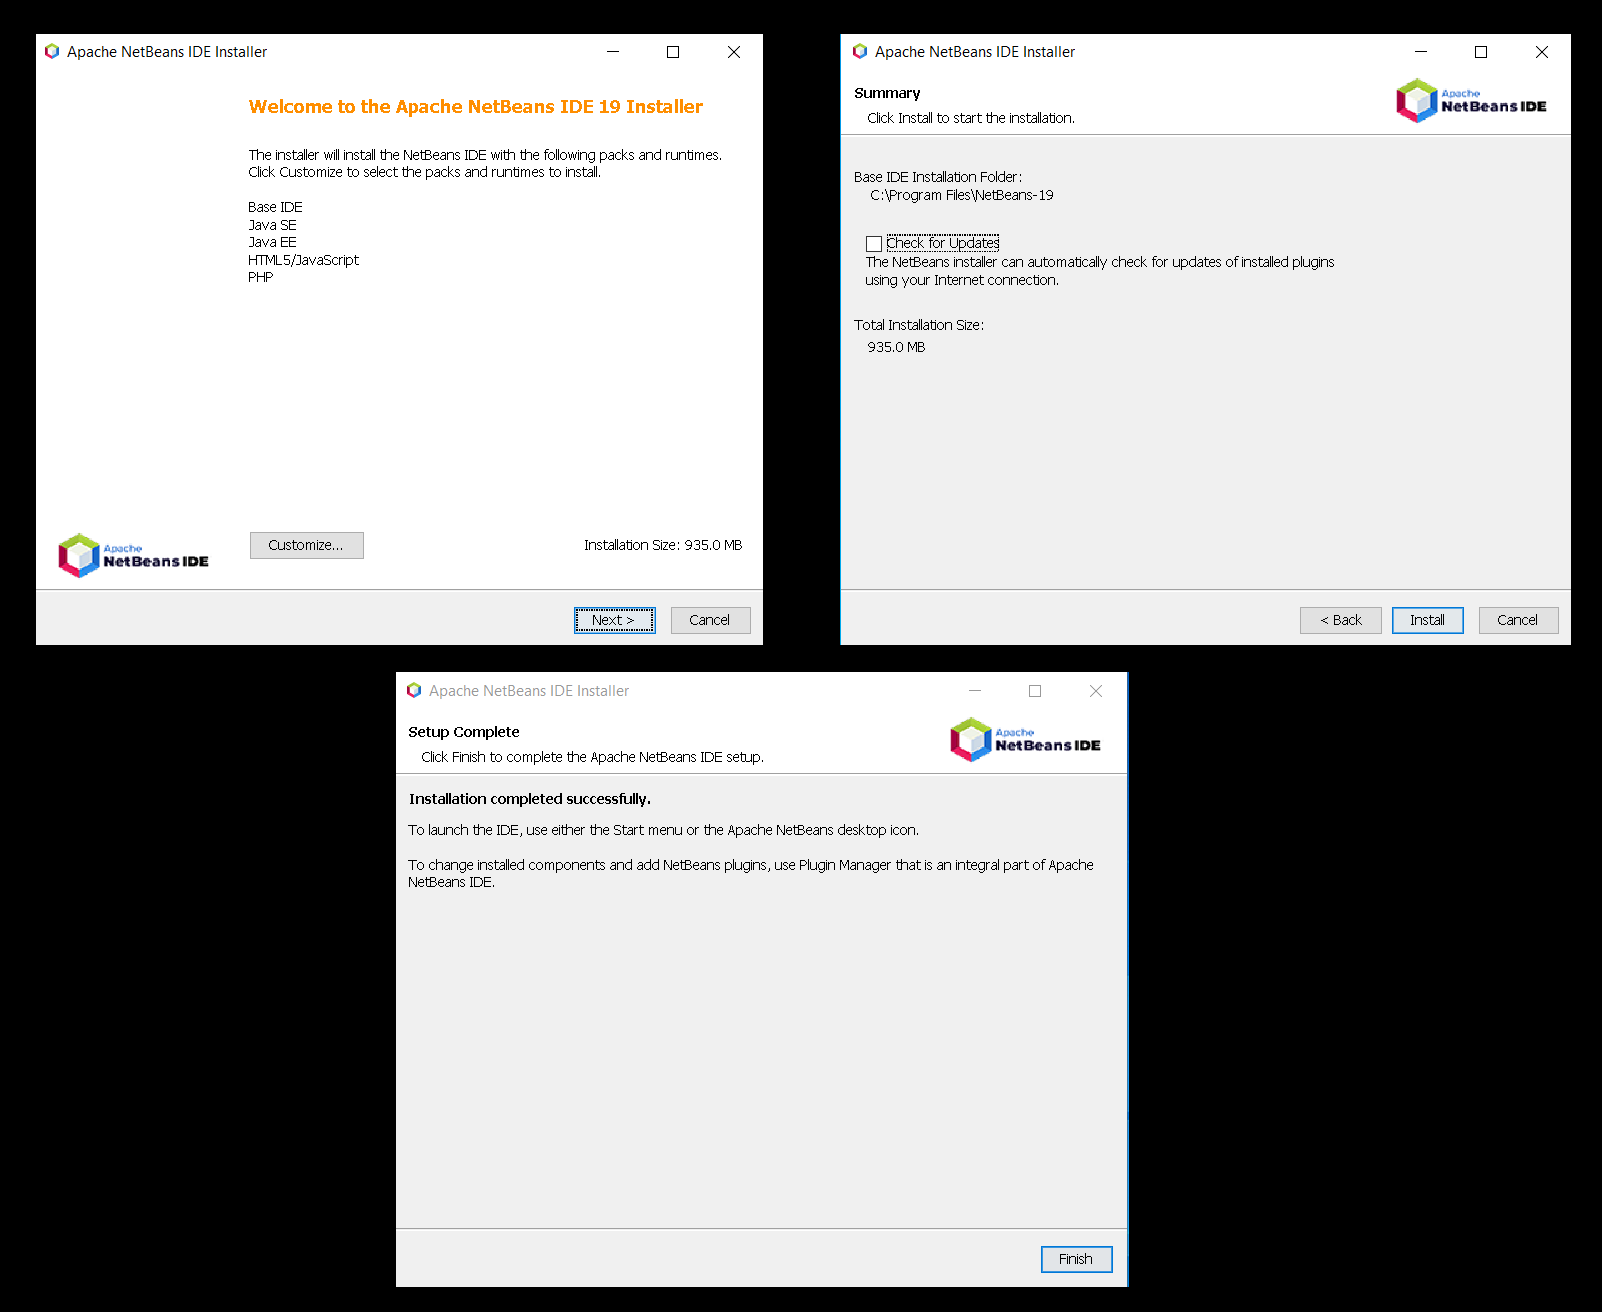 Apache NetBeans IDE Installer
Welcome to the Apache NetBeans IDE 19 Installer
The installer will install the NetBeans IDE with the following packs and runtimes.
Click Customize to select the packs and runtimes to install.
Base IDE
Java SE
Java EE
HTML5/JavaScript
PHP
Apache
NetBeans IDE
Customize...
Installation Size: 935.0 MB
Next >
Cancel
Apache NetBeans IDE Installer
Summary
Click Install to start the installation.
Apache
NetBeans IDE
Base IDE Installation Folder:
C:\Program Files\NetBeans-19
Check for Updates
The NetBeans installer can automatically check for updates of installed plugins
using your Internet connection.
Total Installation Size:
935.0 MB
< Back
Install
Cancel
Apache NetBeans IDE Installer
Setup Complete
Click Finish to complete the Apache NetBeans IDE setup.
Apache
NetBeans IDE
Installation completed successfully.
To launch the IDE, use either the Start menu or the Apache NetBeans desktop icon.
To change installed components and add NetBeans plugins, use Plugin Manager that is an integral part of Apache
NetBeans IDE.
Finish